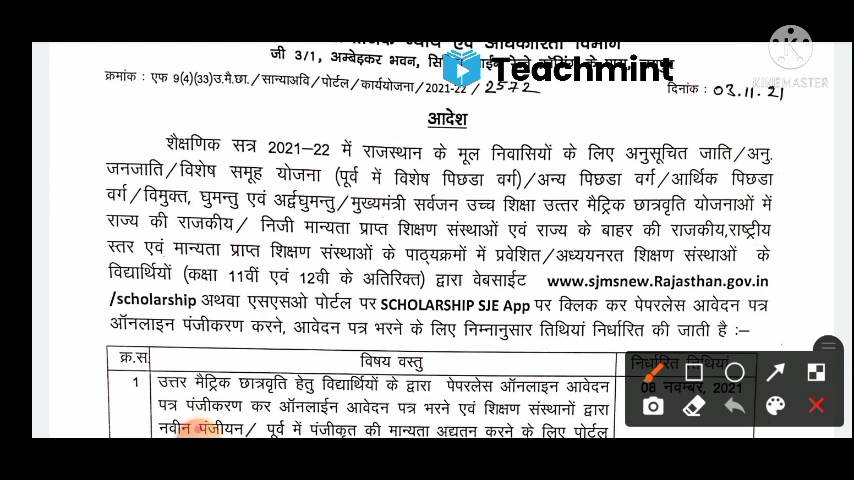 एवं अधिकारिता विभाग
जी 3/1, अम्बेडकर भवन,
Teachmint
KINEMASTER
क्रमांक : एफ 9(4)(33)उ.मै.छा./सान्याअवि/पोर्टल/कार्ययोजना/2021-22/2572
दिनांक : 03.11.21
आदेश
शैक्षणिक सत्र 2021–22 में राजस्थान के मूल निवासियों के लिए अनुसूचित जाति/अनु.
जनजाति/विशेष समूह योजना (पूर्व में विशेष पिछडा वर्ग)/अन्य पिछडा वर्ग/आर्थिक पिछडा
वर्ग/विमुक्त, घुमन्तु एवं अर्द्वघुमन्तु/मुख्यमंत्री सर्वजन उच्च शिक्षा उत्तर मैट्रिक छात्रवृति योजनाओं में
राज्य की राजकीय/ निजी मान्यता प्राप्त शिक्षण संस्थाओं एवं राज्य के बाहर की राजकीय,राष्ट्रीय
स्तर एवं मान्यता प्राप्त शिक्षण संस्थाओं के पाठ्यक्रमों में प्रवेशित/अध्ययनरत शिक्षण संस्थाओं के
विद्यार्थियों (कक्षा 11वीं एवं 12वी के अतिरिक्त) द्वारा वेबसाईट www.sjmsnew.Rajasthan.gov.in
/scholarship अथवा एसएसओ पोर्टल पर SCHOLARSHIP SJE App पर क्लिक कर पेपरलेस आवेदन पत्र
ऑनलाइन पंजीकरण करने, आवेदन पत्र भरने के लिए निम्नानुसार तिथियां निर्धारित की जाती है :–
क्र.स. विषय वस्तु निर्धारित तिथियां
1 उत्तर मैट्रिक छात्रवृति हेतु विद्यार्थियों के द्वारा पेपरलेस ऑनलाइन आवेदन 08 नवम्बर, 2021
पत्र पंजीकरण कर ऑनलाईन आवेदन पत्र भरने एवं शिक्षण संस्थानों द्वारा
नवीन पंजीयन/ पूर्व में पंजीकृत की मान्यता अद्यतन करने के लिए पोर्टल